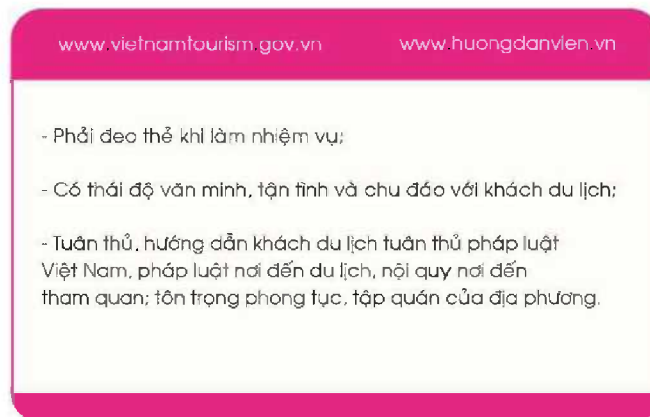 www.vietnamtourism.gov.vn www.huongdanvien.vn
- Phải đeo thẻ khi làm nhiệm vụ;
- Có thái độ văn minh, tận tình và chu đáo với khách du lịch;
- Tuân thủ, hướng dẫn khách du lịch tuân thủ pháp luật
Việt Nam, pháp luật nơi đến du lịch, nội quy nơi đến
tham quan; tôn trọng phong tục, tập quán của địa phương.